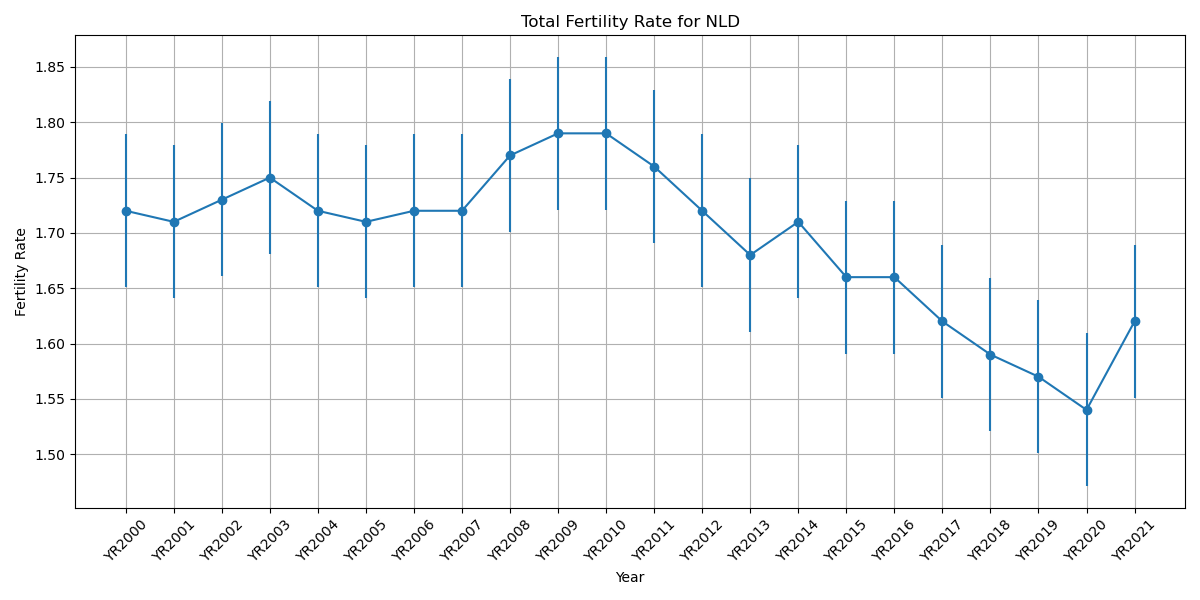 Total Fertility Rate for NLD
Fertility Rate
1.85
1.80
1.75
1.70
1.65
1.60
1.55
1.50
YR2000
YR2001
YR2002
YR2003
YR2004
YR2005
YR2006
YR2007
YR2008
YR2009
YR2010
YR2011
YR2012
YR2013
YR2014
YR2015
YR2016
YR2017
YR2018
YR2019
YR2020
YR2021
Year